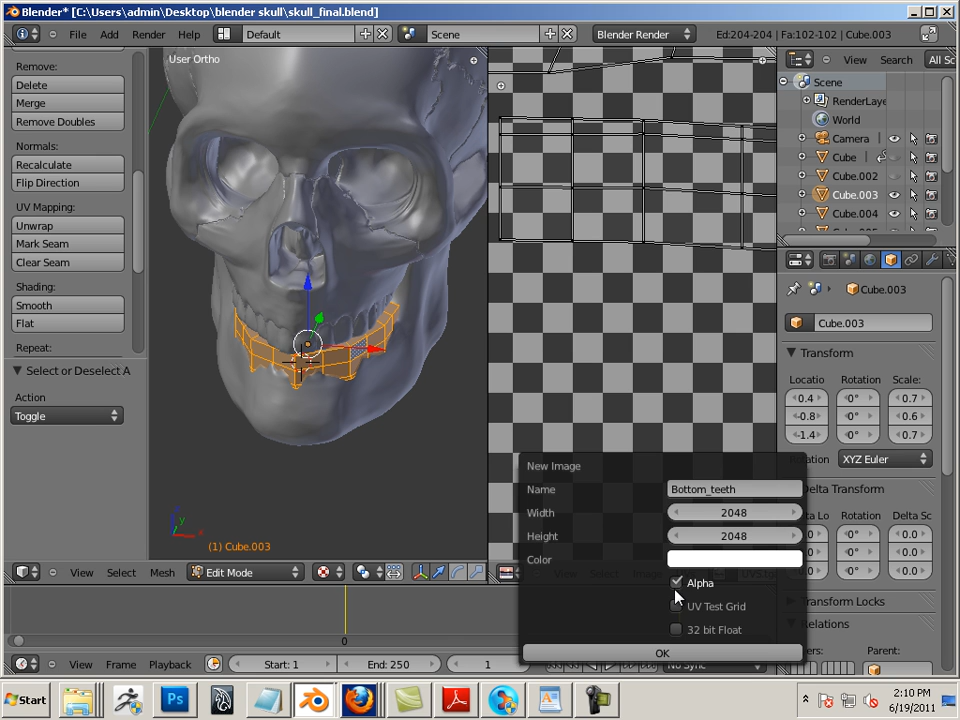 Blender* [C:\Users\admin\Desktop\blender skull\skull_final.blend]
File Add Render Help Default Scene Blender Render Ed:204-204 | Fa:102-102 | Cube.003
Remove:
Delete
Merge
Remove Doubles
Normals:
Recalculate
Flip Direction
UV Mapping:
Unwrap
Mark Seam
Clear Seam
Shading:
Smooth
Flat
Repeat:
Select or Deselect A
Action
Toggle
User Ortho
(1) Cube.003
View Select Mesh Edit Mode
View Search All Sc
Scene
RenderLaye
World
Camera
Cube
Cube.002
Cube.003
Cube.004
Cube.003
Cube.003
Transform
Locatio Rotation Scale:
0.4 0° 0.7
-0.8 0° 0.6
-1.4 0° 0.7
XYZ Euler
Delta Transform
Rotation Delta Sc
0° 0.0
0° 0.0
0° 0.0
Transform Locks
Relations
Parent:
New Image
Name Bottom_teeth
Width 2048
Height 2048
Color
Alpha
UV Test Grid
32 bit Float
OK
0
View Frame Playback Start: 1 End: 250 1 No Sync
Start Ps 2:10 PM
6/19/2011